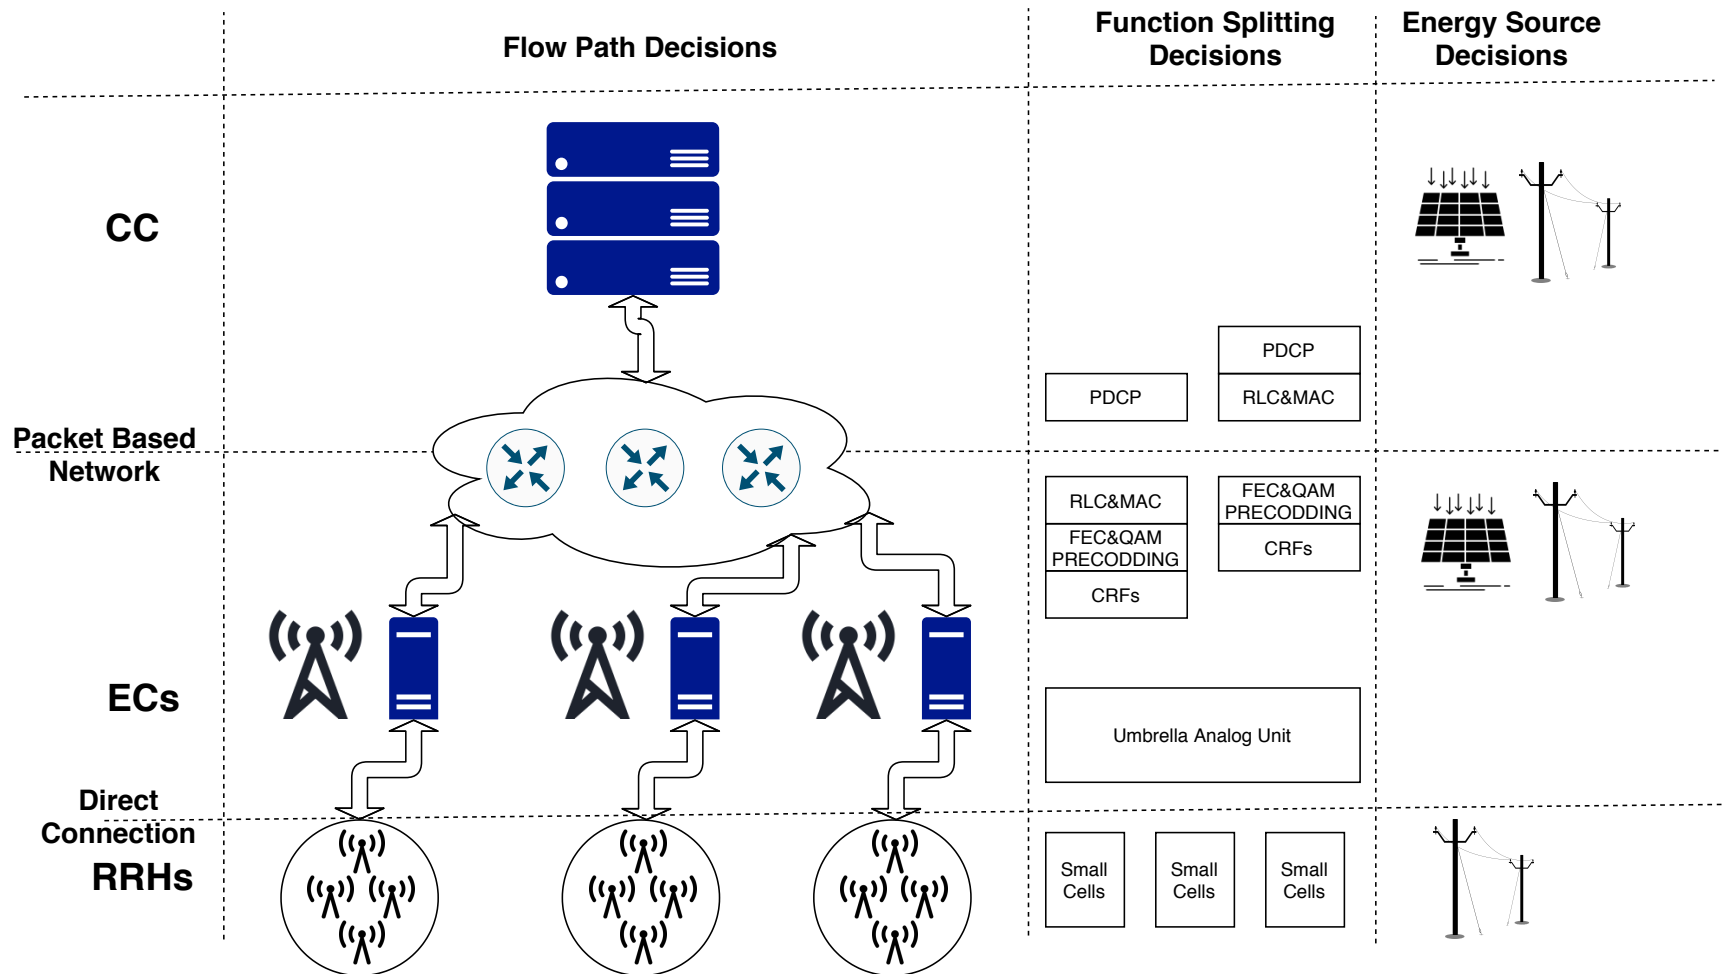 Flow Path Decisions
Function Splitting
Decisions
Energy Source
Decisions
CC
PDCP
PDCP
RLC&MAC
Packet Based
Network
RLC&MAC
FEC&QAM
PRECODDING
CRFs
FEC&QAM
PRECODDING
CRFs
ECs
Umbrella Analog Unit
Direct
Connection
RRHs
Small
Cells
Small
Cells
Small
Cells